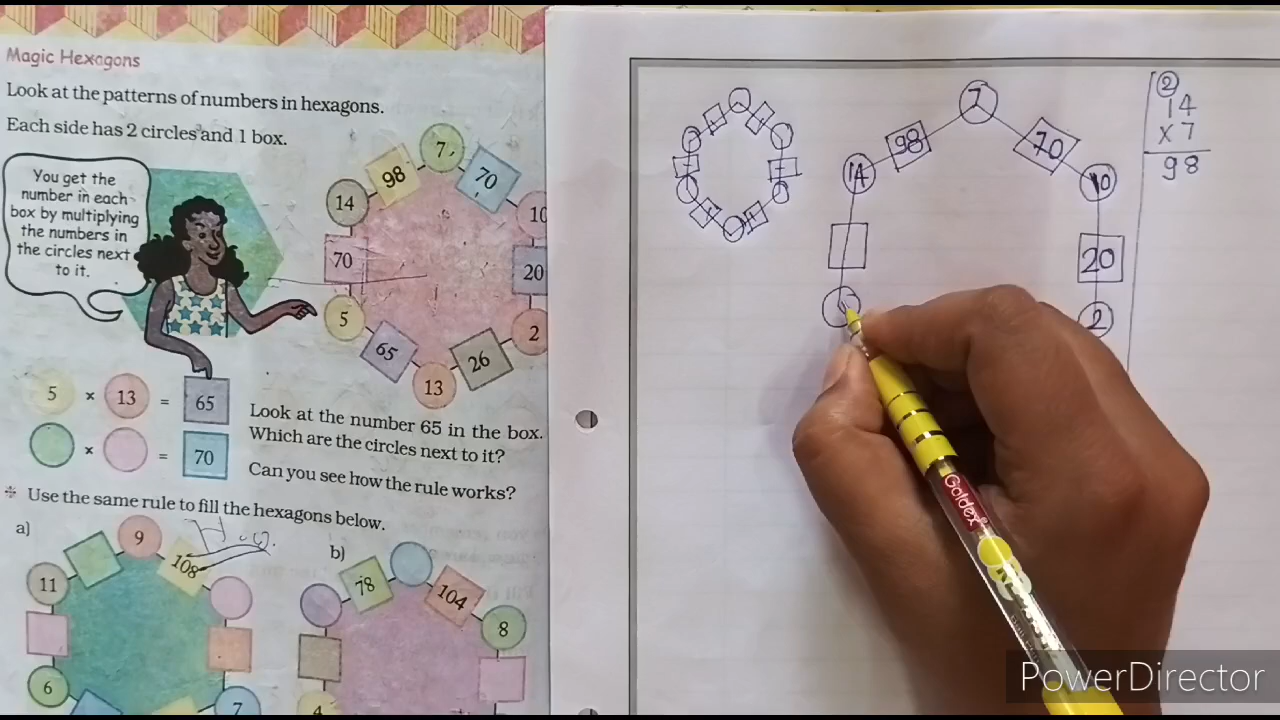 Magic Hexagons
Look at the patterns of numbers in hexagons.
Each side has 2 circles and 1 box.
You get the
number in each
box by multiplying
the numbers in
the circles next
to it.
7
98
70
14
10
70
20
5
2
65
26
13
5 × 13 = 65
× = 70
Look at the number 65 in the box.
Which are the circles next to it?
Can you see how the rule works?
* Use the same rule to fill the hexagons below.
a)
9
108
11
6
7
b)
78
104
8
4
7
98
70
14
10
20
2
2
14
x 7
98
Goldex
PowerDirector